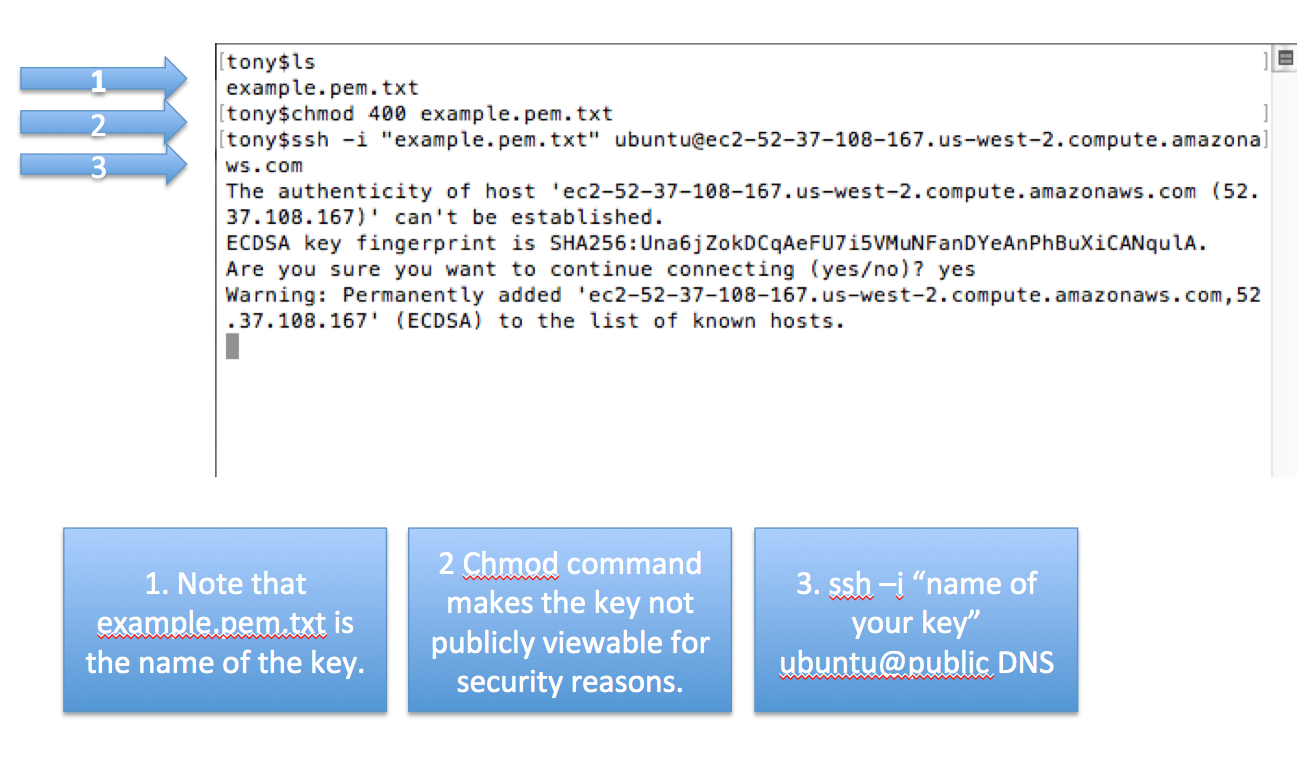 1
2
3
[tony$ls ]
example.pem.txt
[tony$chmod 400 example.pem.txt ]
[tony$ssh -i "example.pem.txt" ubuntu@ec2-52-37-108-167.us-west-2.compute.amazona]
ws.com
The authenticity of host 'ec2-52-37-108-167.us-west-2.compute.amazonaws.com (52.
37.108.167)' can't be established.
ECDSA key fingerprint is SHA256:Una6jZokDCqAeFU7i5VMuNFanDYeAnPhBuXiCANqulA.
Are you sure you want to continue connecting (yes/no)? yes
Warning: Permanently added 'ec2-52-37-108-167.us-west-2.compute.amazonaws.com,52
.37.108.167' (ECDSA) to the list of known hosts.
1. Note that
example.pem.txt is
the name of the key.
2 Chmod command
makes the key not
publicly viewable for
security reasons.
3. ssh –i “name of
your key”
ubuntu@public DNS